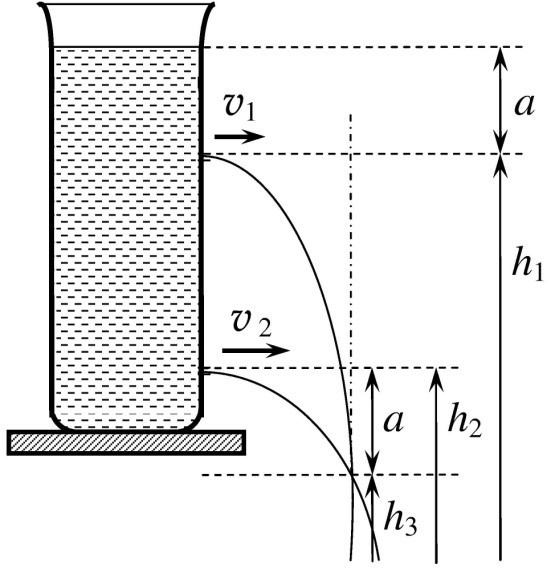 v₁
a
h₁
v₂
a
h₂
h₃